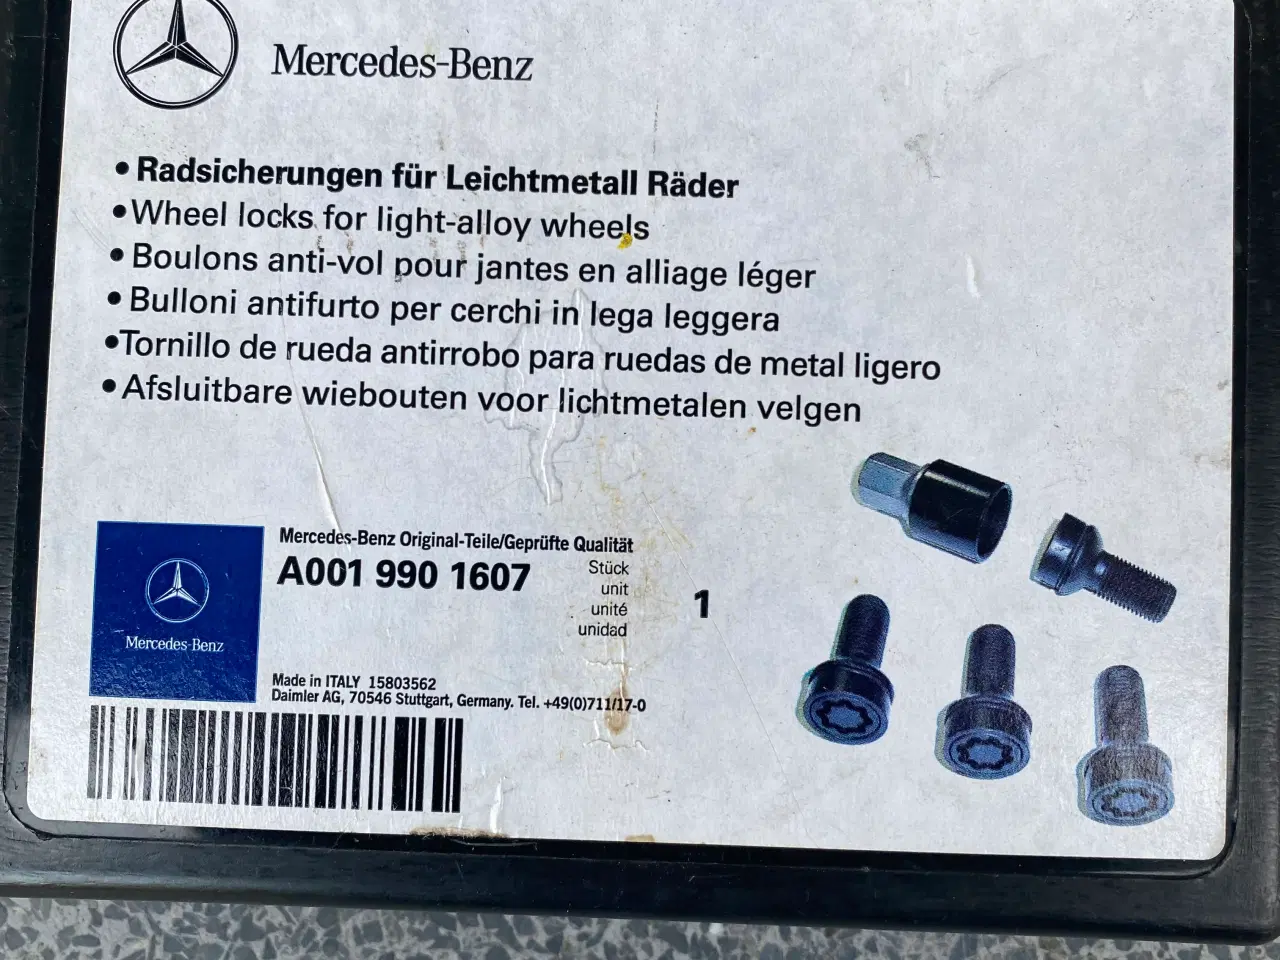 Mercedes-Benz
• Radsicherungen für Leichtmetall Räder
• Wheel locks for light-alloy wheels
• Boulons anti-vol pour jantes en alliage léger
• Bulloni antifurto per cerchi in lega leggera
• Tornillo de rueda antirrobo para ruedas de metal ligero
• Afsluitbare wiebouten voor lichtmetalen velgen
Mercedes-Benz Original-Teile/Geprüfte Qualität
A001 990 1607
Stück
unit
unité
unidad
1
Mercedes-Benz
Made in ITALY 15803562
Daimler AG, 70546 Stuttgart, Germany. Tel. +49(0)711/17-0